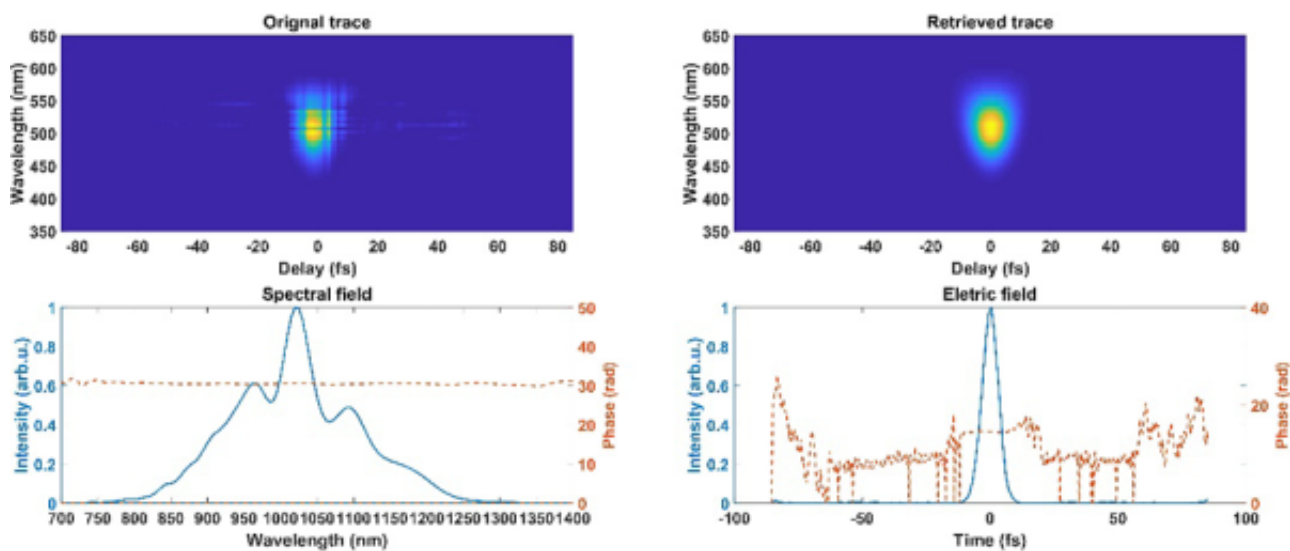 Orignal trace
650
600
550
500
450
400
350
Wavelength (nm)
-80 -60 -40 -20 0 20 40 60 80
Delay (fs)
Retrieved trace
650
600
550
500
450
400
350
Wavelength (nm)
-80 -60 -40 -20 0 20 40 60 80
Delay (fs)
Spectral field
1
0.8
0.6
0.4
0.2
0
Intensity (arb.u.)
50
40
30
20
10
0
Phase (rad)
700 750 800 850 900 950 1000 1050 1100 1150 1200 1250 1300 1350 1400
Wavelength (nm)
Eletric field
1
0.8
0.6
0.4
0.2
0
Intensity (arb.u.)
40
20
0
Phase (rad)
-100 -50 0 50 100
Time (fs)